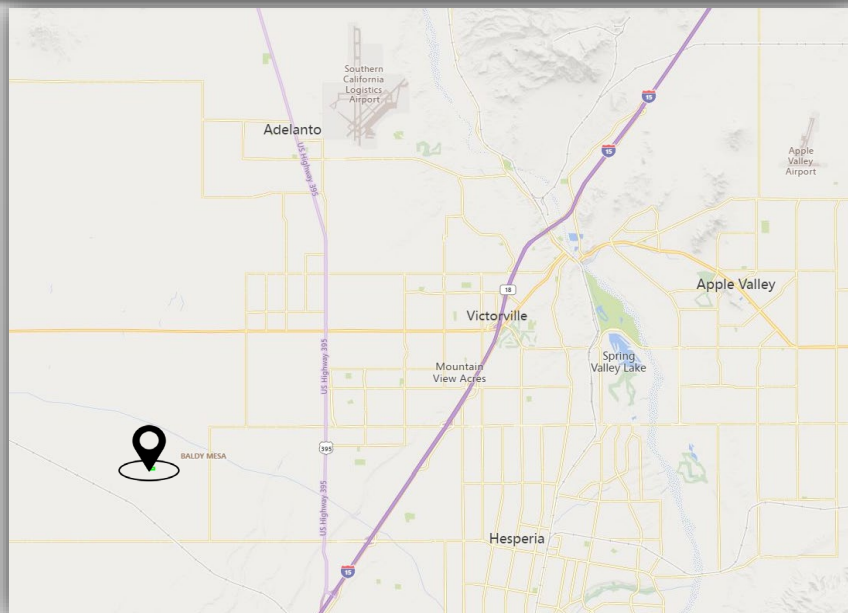 Southern
California
Logistics
Airport
15
Adelanto
15
Apple
Valley
Airport
US Highway 395
Apple Valley
18
Victorville
US Highway 395
Spring
Valley Lake
Mountain
View Acres
395
BALDY MESA
US Highway 395
Hesperia
15